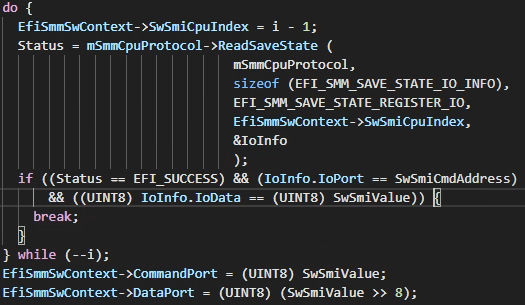 do {
EfiSmmSwContext->SwSmiCpuIndex = i - 1;
Status = mSmmCpuProtocol->ReadSaveState (
mSmmCpuProtocol,
sizeof (EFI_SMM_SAVE_STATE_IO_INFO),
EFI_SMM_SAVE_STATE_REGISTER_IO,
EfiSmmSwContext->SwSmiCpuIndex,
&IoInfo
);
if ((Status == EFI_SUCCESS) && (IoInfo.IoPort == SwSmiCmdAddress)
&& ((UINT8) IoInfo.IoData == (UINT8) SwSmiValue)) {
break;
}
} while (--i);
EfiSmmSwContext->CommandPort = (UINT8) SwSmiValue;
EfiSmmSwContext->DataPort = (UINT8) (SwSmiValue >> 8);